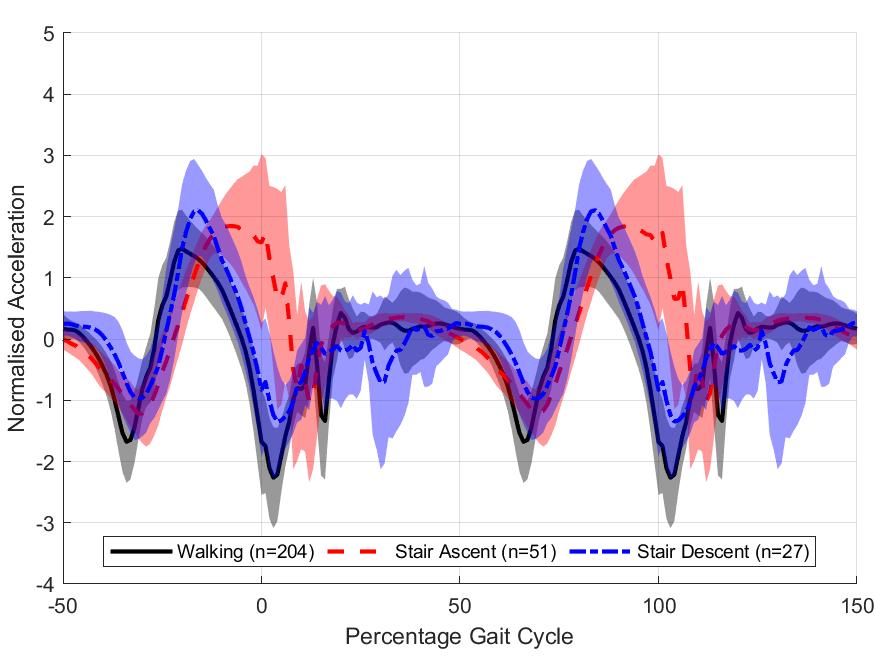 5
4
3
2
1
0
-1
-2
-3
-4
Normalised Acceleration
Walking (n=204) Stair Ascent (n=51) Stair Descent (n=27)
-50 0 50 100 150
Percentage Gait Cycle